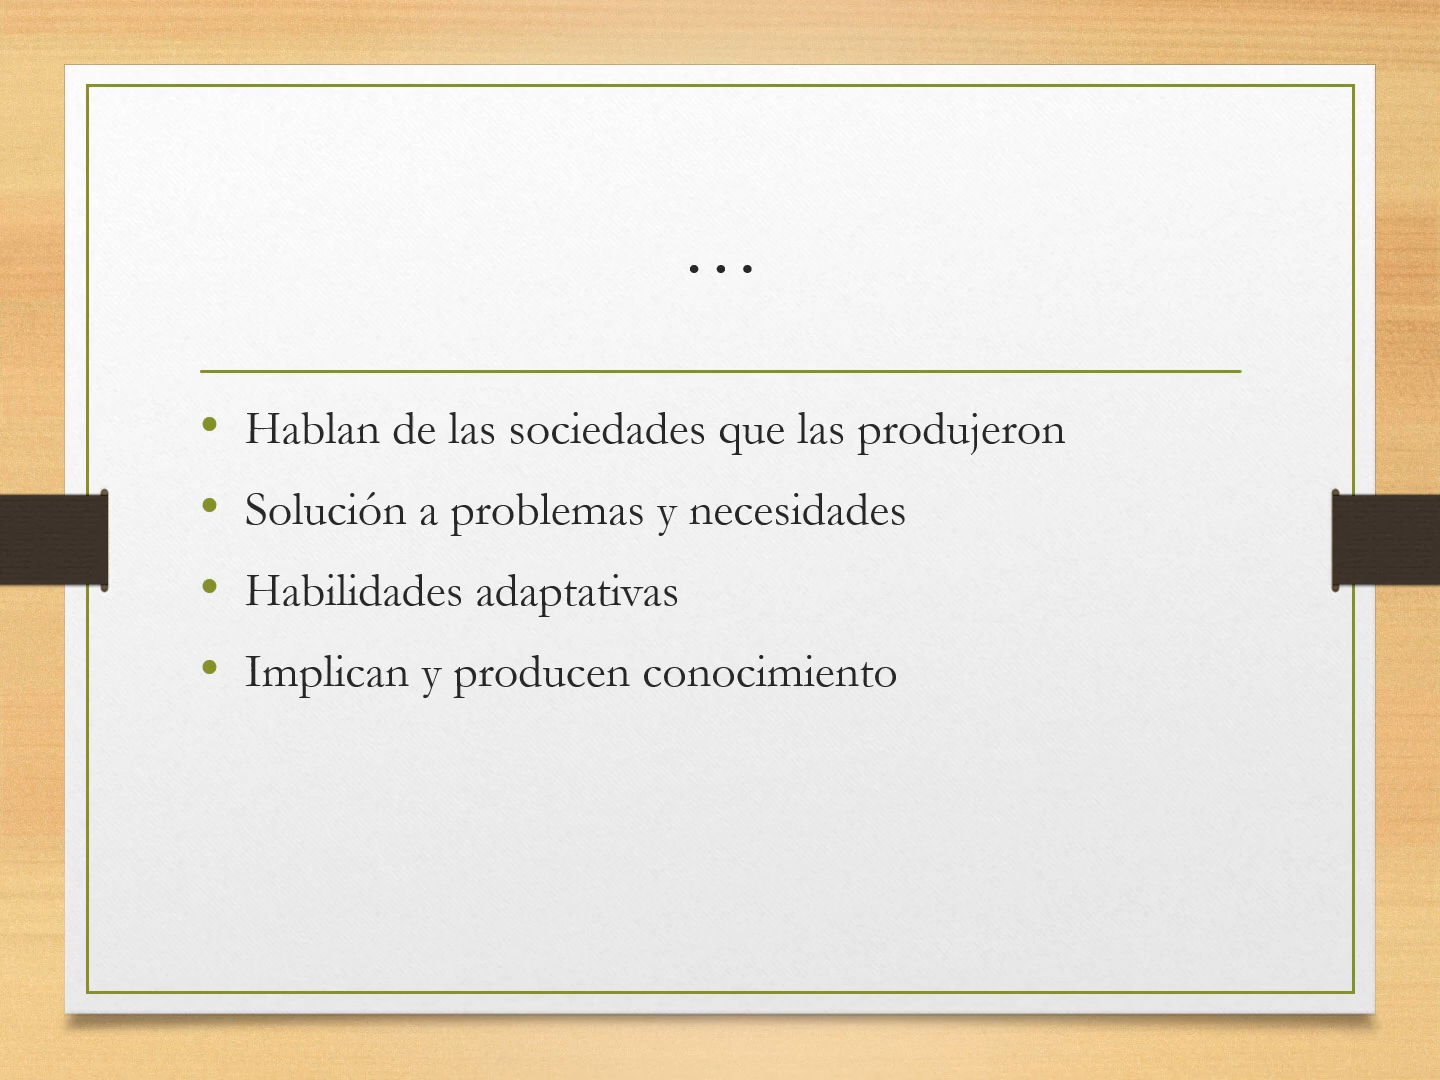 ...
• Hablan de las sociedades que las produjeron
• Solución a problemas y necesidades
• Habilidades adaptativas
• Implican y producen conocimiento